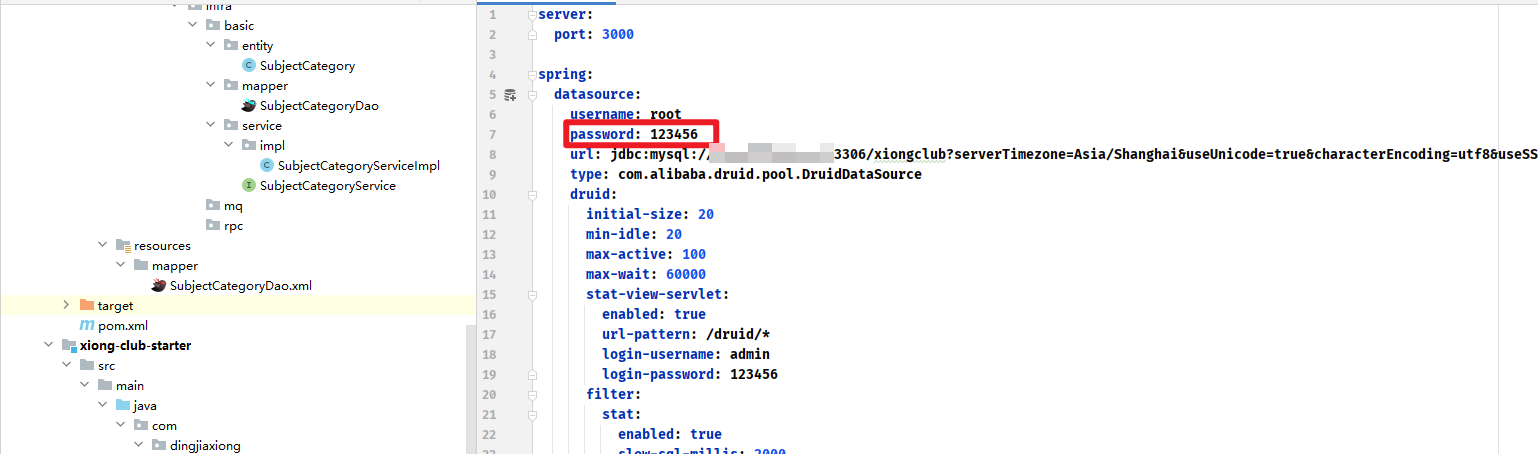 infra
basic
entity
SubjectCategory
mapper
SubjectCategoryDao
service
impl
SubjectCategoryServiceImpl
SubjectCategoryService
mq
rpc
resources
mapper
SubjectCategoryDao.xml
target
pom.xml
xiong-club-starter
src
main
java
com
dingjiaxiong
1 server:
2 port: 3000
3
4 spring:
5 datasource:
6 username: root
7 password: 123456
8 url: jdbc:mysql:// 3306/xiongclub?serverTimezone=Asia/Shanghai&useUnicode=true&characterEncoding=utf8&useSS
9 type: com.alibaba.druid.pool.DruidDataSource
10 druid:
11 initial-size: 20
12 min-idle: 20
13 max-active: 100
14 max-wait: 60000
15 stat-view-servlet:
16 enabled: true
17 url-pattern: /druid/*
18 login-username: admin
19 login-password: 123456
20 filter:
21 stat:
22 enabled: true
slow-sql-millis: 2000